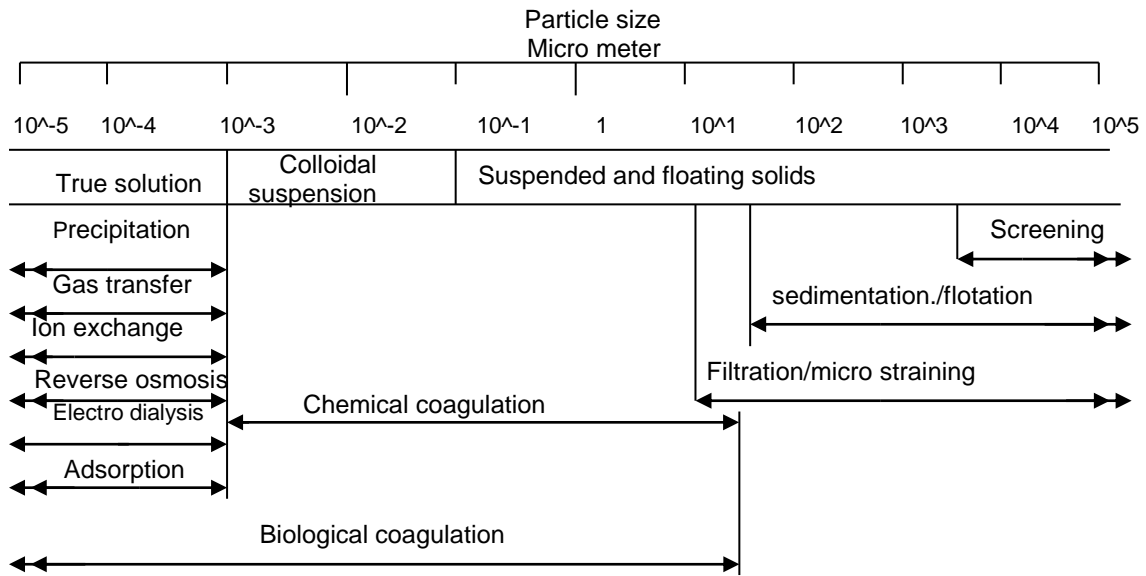 Particle size
Micro meter
10^-5 10^-4 10^-3 10^-2 10^-1 1 10^1 10^2 10^3 10^4 10^5
True solution
Colloidal
suspension
Suspended and floating solids
Precipitation
Screening
Gas transfer
sedimentation./flotation
Ion exchange
Reverse osmosis
Filtration/micro straining
Electro dialysis
Chemical coagulation
Adsorption
Biological coagulation